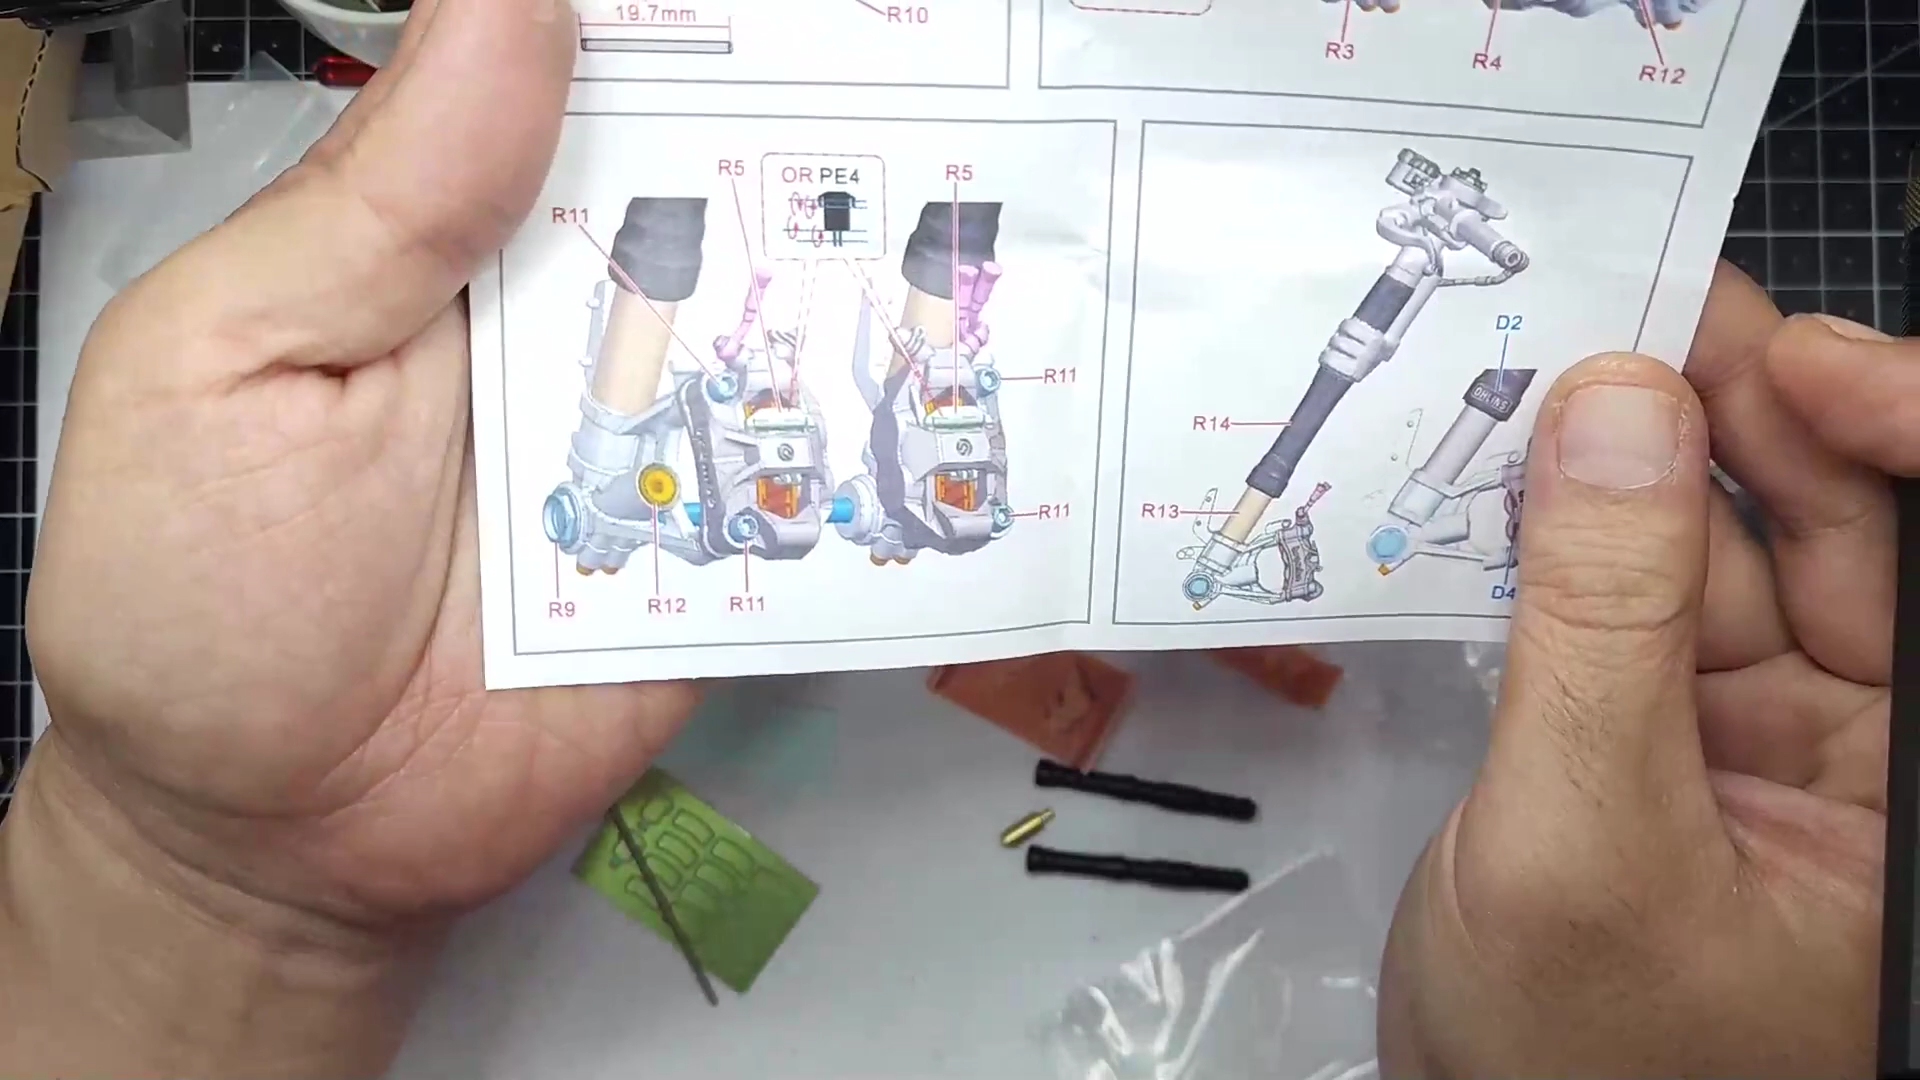 19.7mm
R10
R3
R4
R12
R5
OR PE4
R5
R11
R11
R11
R9
R12
R11
D2
OHLINS
R14
R13
D4